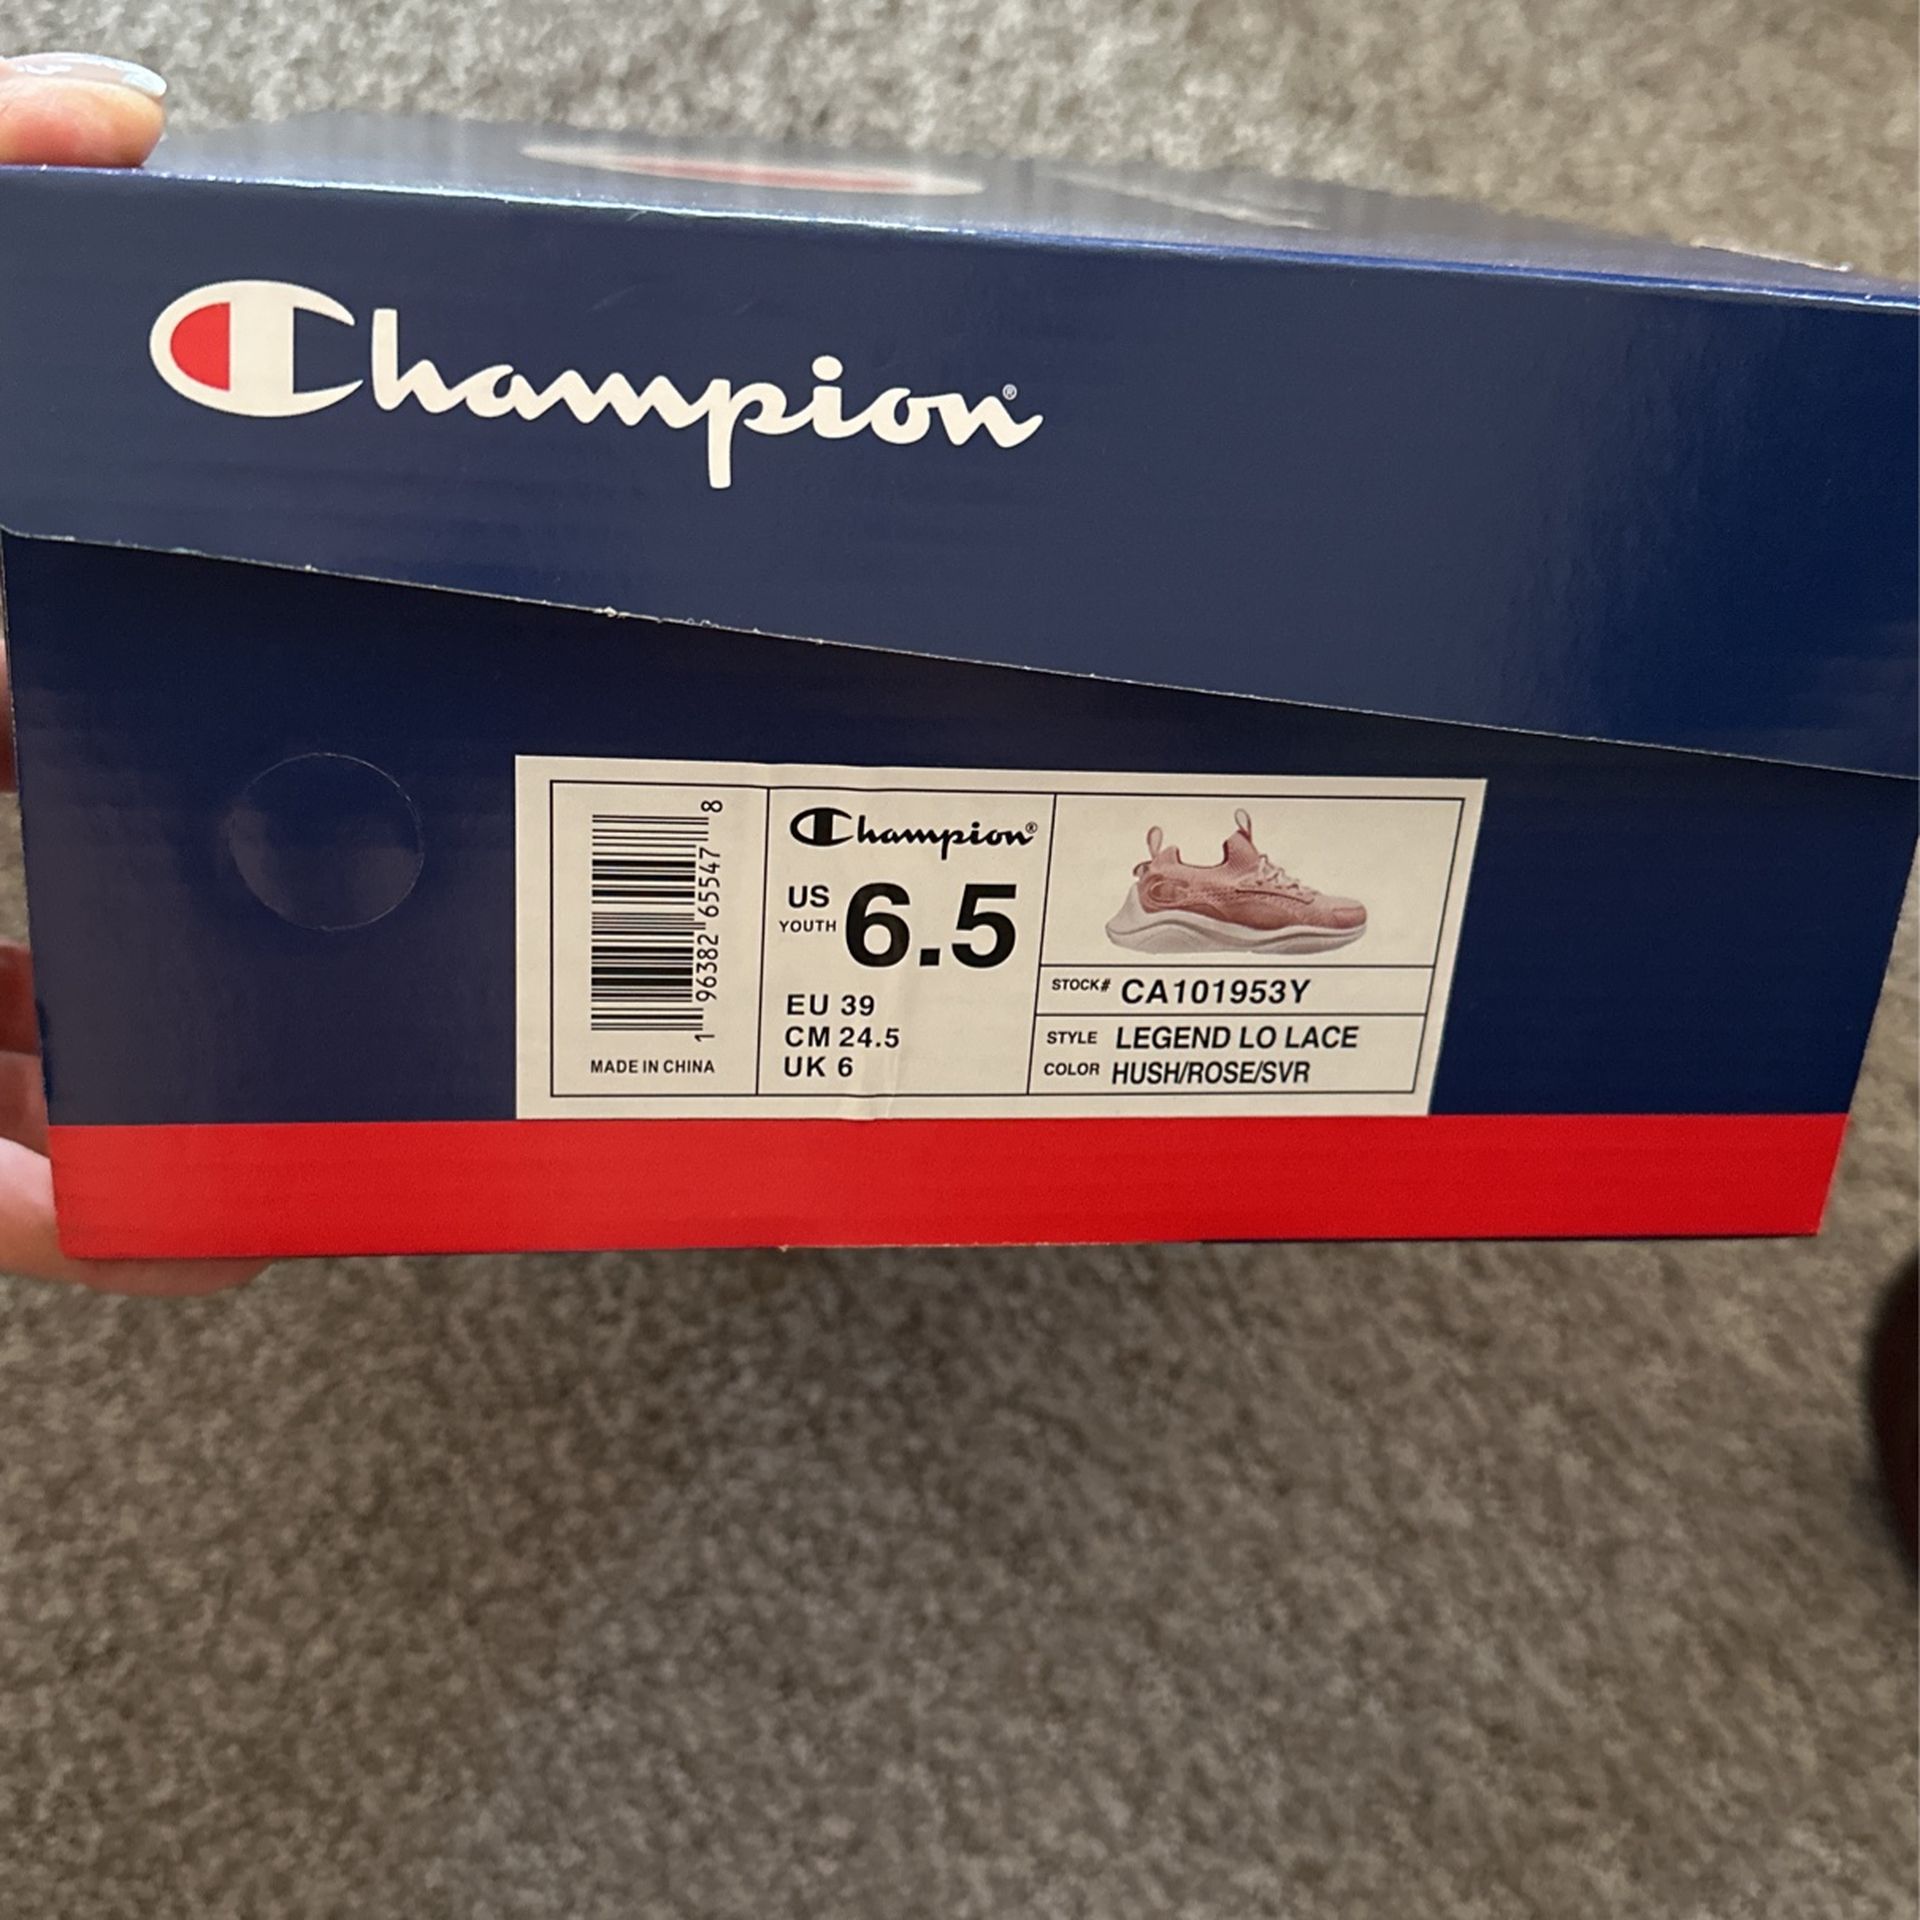 Champion®
1 96382 65547 8
MADE IN CHINA
Champion®
US
YOUTH
6.5
EU 39
CM 24.5
UK 6
STOCK# CA101953Y
STYLE LEGEND LO LACE
COLOR HUSH/ROSE/SVR